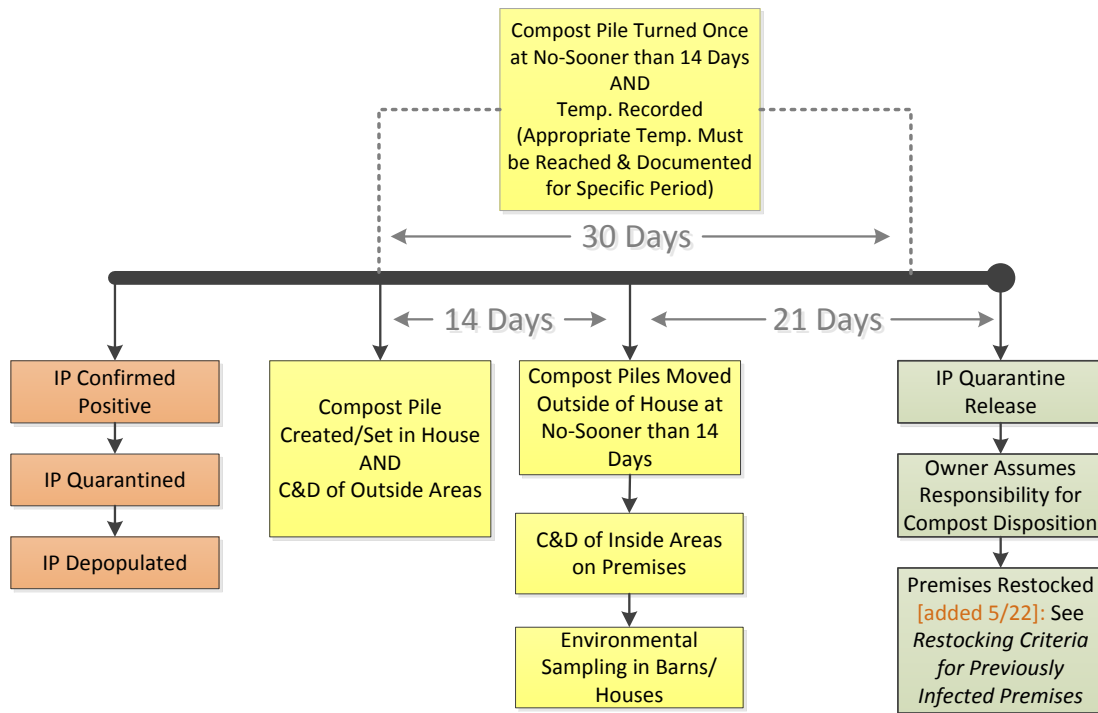 Compost Pile Turned Once
at No-Sooner than 14 Days
AND
Temp. Recorded
(Appropriate Temp. Must
be Reached & Documented
for Specific Period)
30 Days
14 Days
21 Days
IP Confirmed
Positive
IP Quarantined
IP Depopulated
Compost Pile
Created/Set in House
AND
C&D of Outside Areas
Compost Piles Moved
Outside of House at
No-Sooner than 14
Days
C&D of Inside Areas
on Premises
Environmental
Sampling in Barns/
Houses
IP Quarantine
Release
Owner Assumes
Responsibility for
Compost Disposition
Premises Restocked
[added 5/22]: See
Restocking Criteria
for Previously
Infected Premises